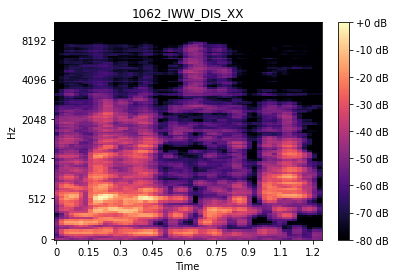 1062_IWW_DIS_XX
+0 dB
8192
-10 dB
4096
-20 dB
-30 dB
2048
Hz
-40 dB
1024
-50 dB
512
-60 dB
-70 dB
0
-80 dB
0 0.15 0.3 0.45 0.6 0.75 0.9 1.1 1.2
Time